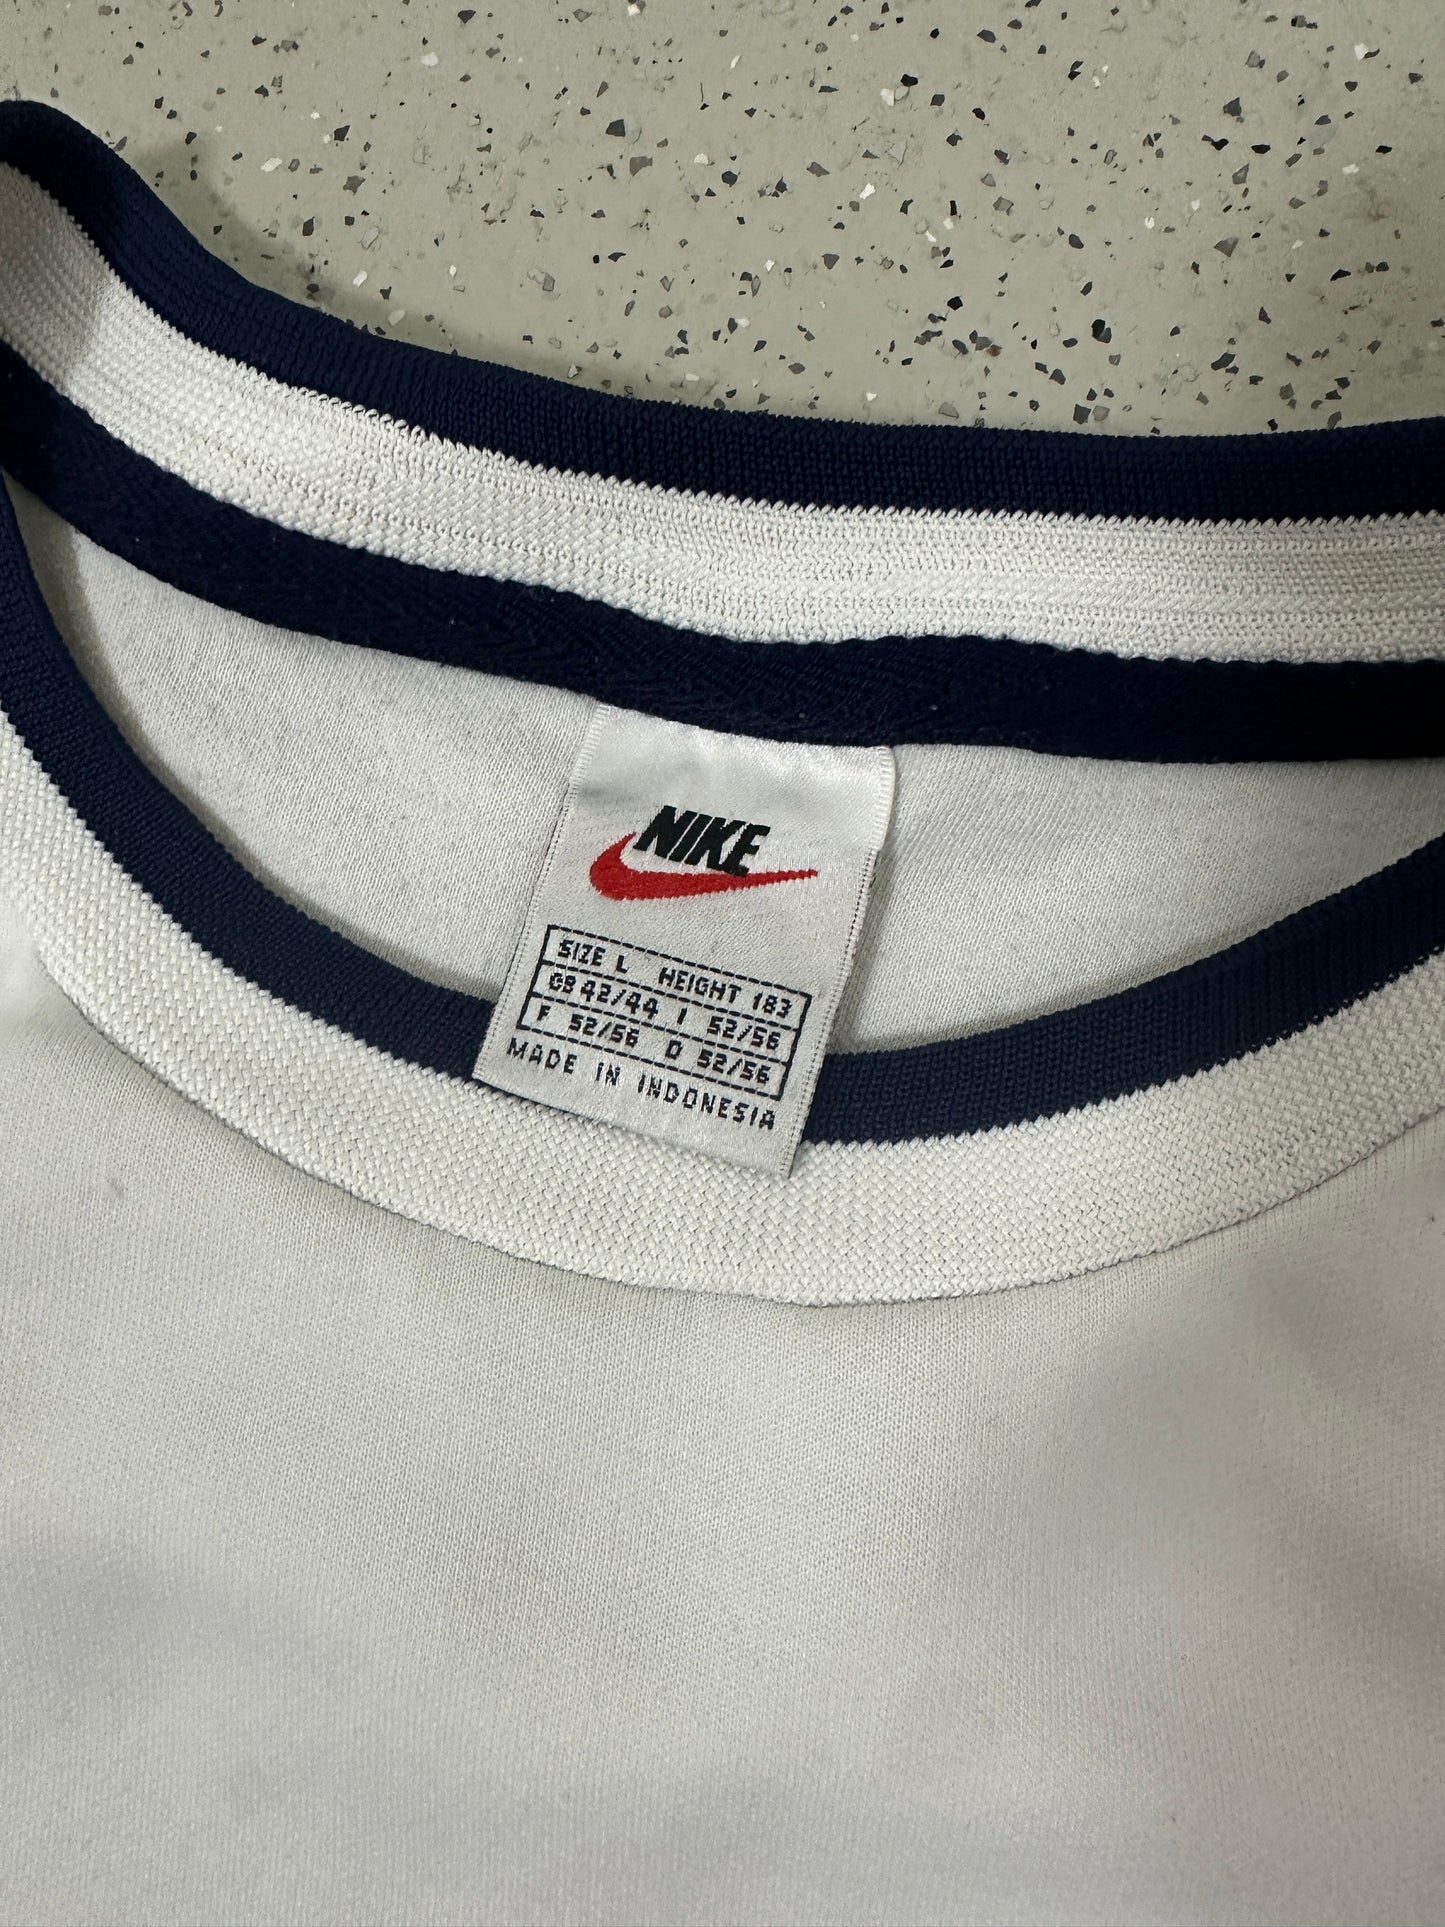 NIKE
SIZE L HEIGHT 183
GB 42/44 I 52/56
F 52/56 D 52/56
MADE IN INDONESIA